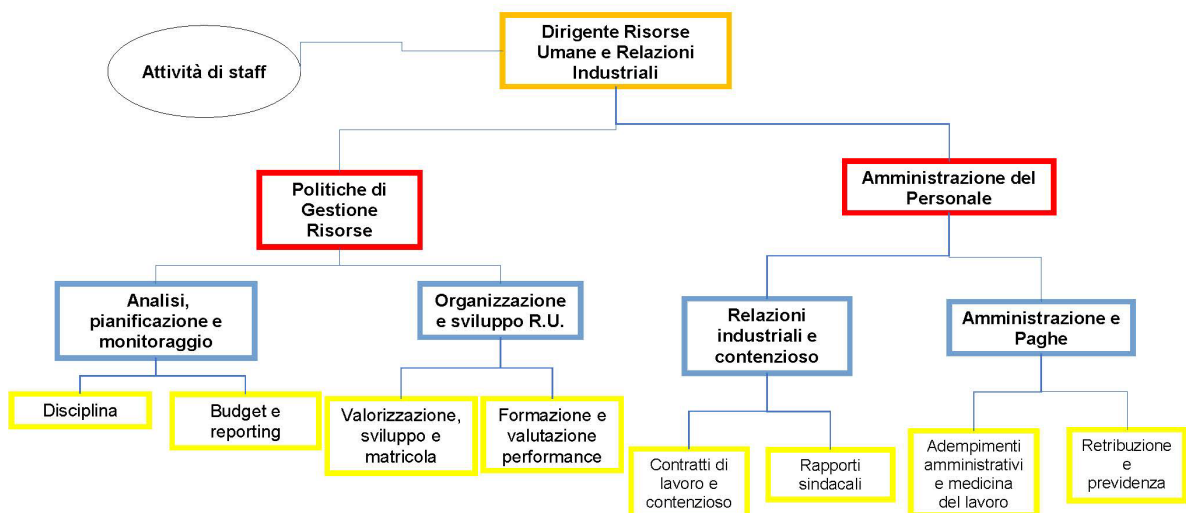 Dirigente Risorse
Umane e Relazioni
Industriali
Attività di staff
Politiche di
Gestione
Risorse
Amministrazione del
Personale
Analisi,
pianificazione e
monitoraggio
Organizzazione
e sviluppo R.U.
Relazioni
industriali e
contenzioso
Amministrazione e
Paghe
Disciplina
Budget e
reporting
Valorizzazione,
sviluppo e
matricola
Formazione e
valutazione
performance
Contratti di
lavoro e
contenzioso
Rapporti
sindacali
Adempimenti
amministrativi
e medicina
del lavoro
Retribuzione
e
previdenza